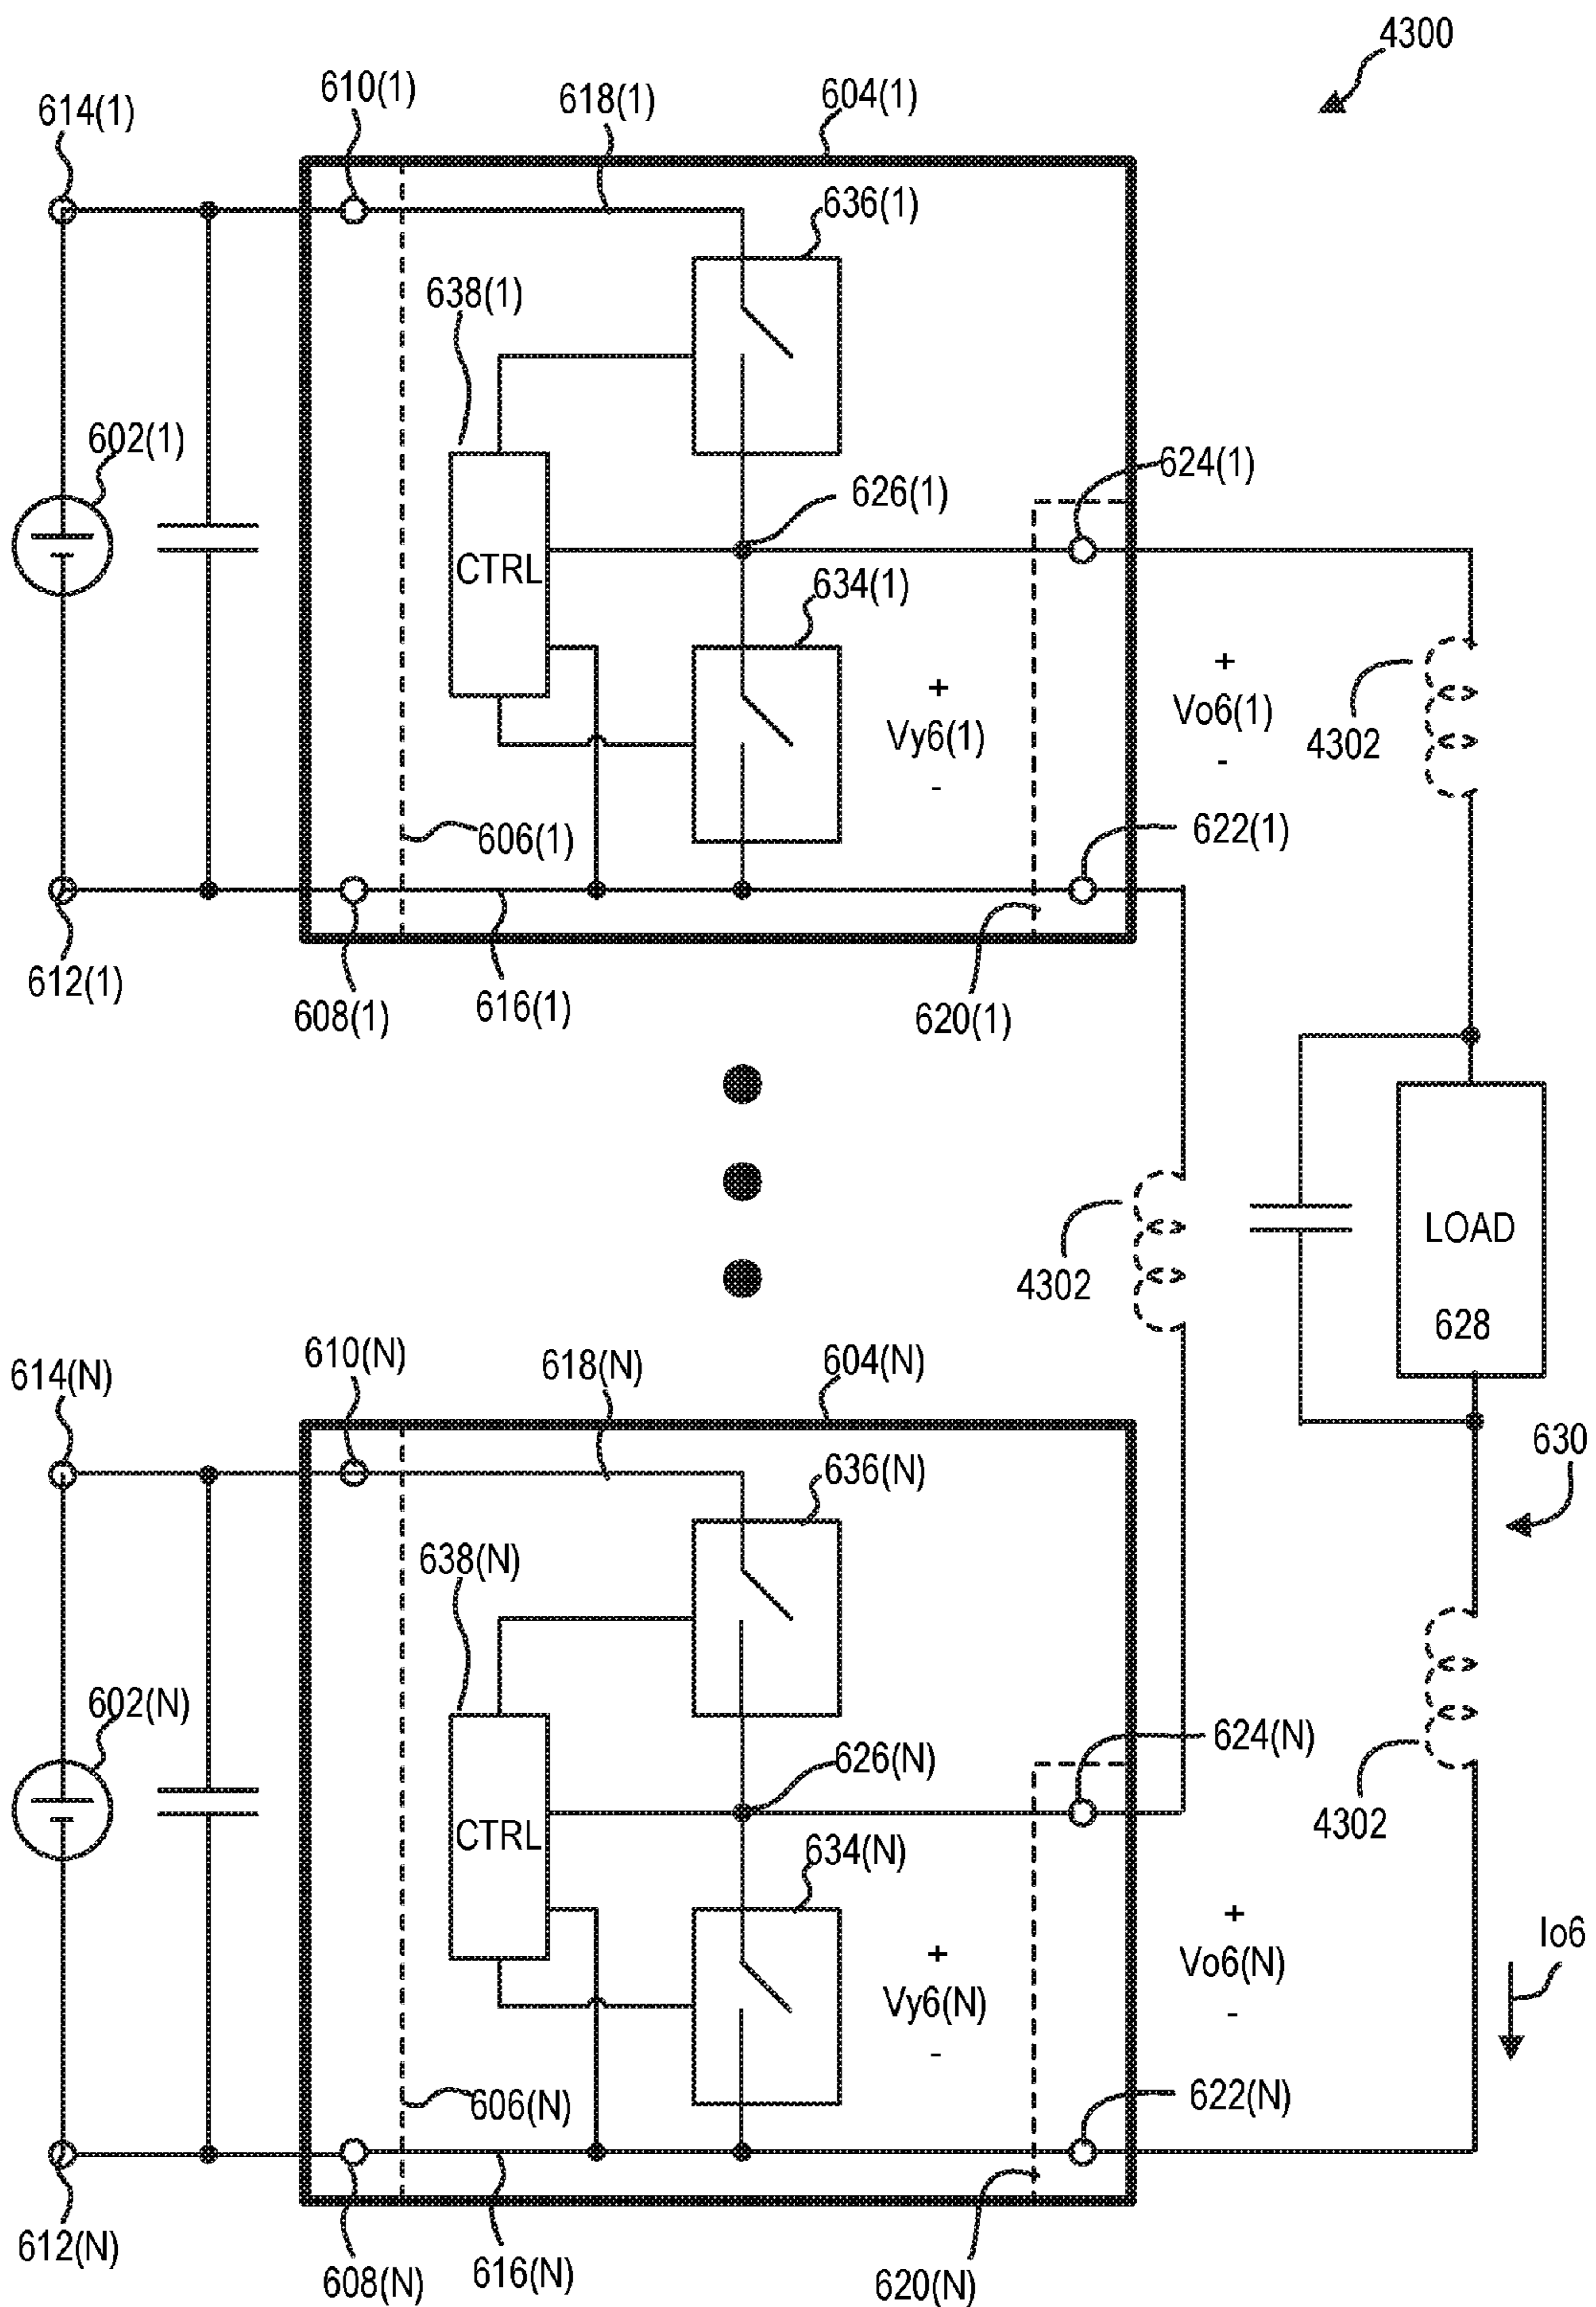 4300
614(1)
610(1)
618(1)
604(1)
636(1)
638(1)
602(1)
624(1)
626(1)
CTRL
634(1)
+
Vy6(1)
-
+
Vo6(1)
-
4302
606(1)
622(1)
612(1)
608(1)
616(1)
620(1)
4302
LOAD
628
614(N)
610(N)
618(N)
604(N)
630
636(N)
638(N)
602(N)
624(N)
626(N)
4302
CTRL
634(N)
+
Vy6(N)
-
+
Vo6(N)
-
Io6
606(N)
622(N)
612(N)
608(N)
616(N)
620(N)